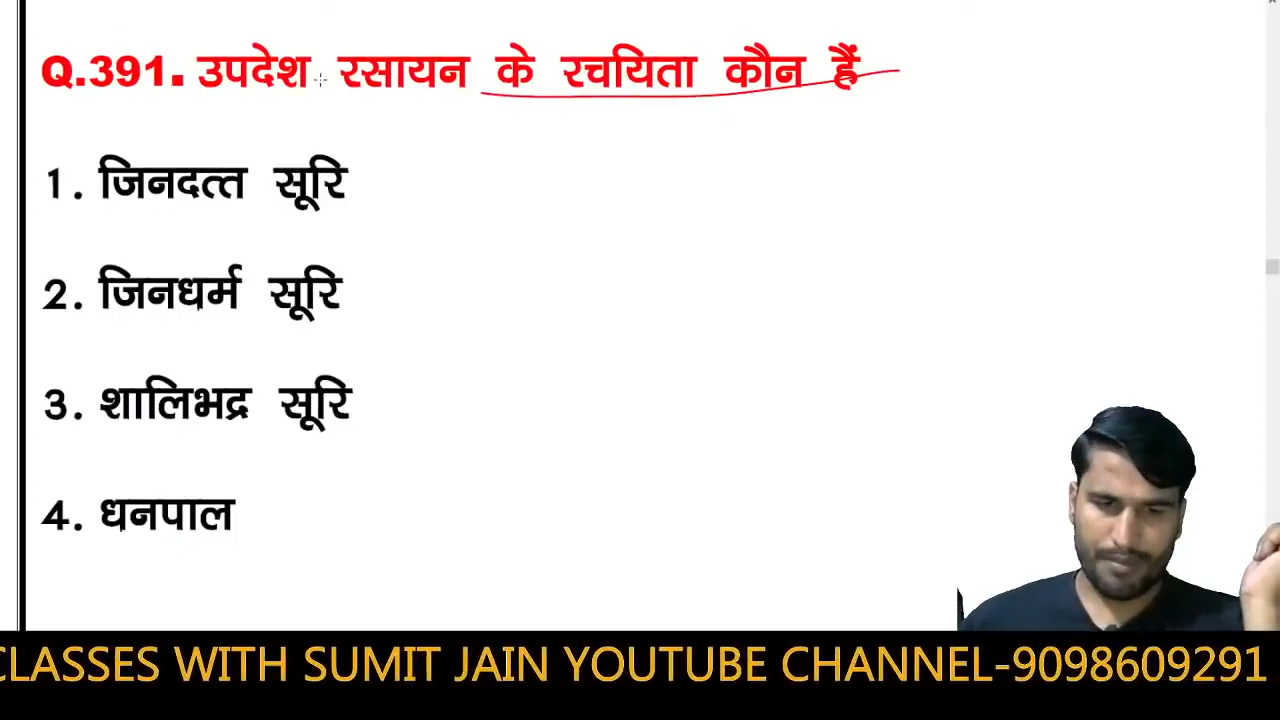 Q.391. उपदेश रसायन के रचयिता कौन हैं
1. जिनदत्त सूरि
2. जिनधर्म सूरि
3. शालिभद्र सूरि
4. धनपाल
CLASSES WITH SUMIT JAIN YOUTUBE CHANNEL-9098609291